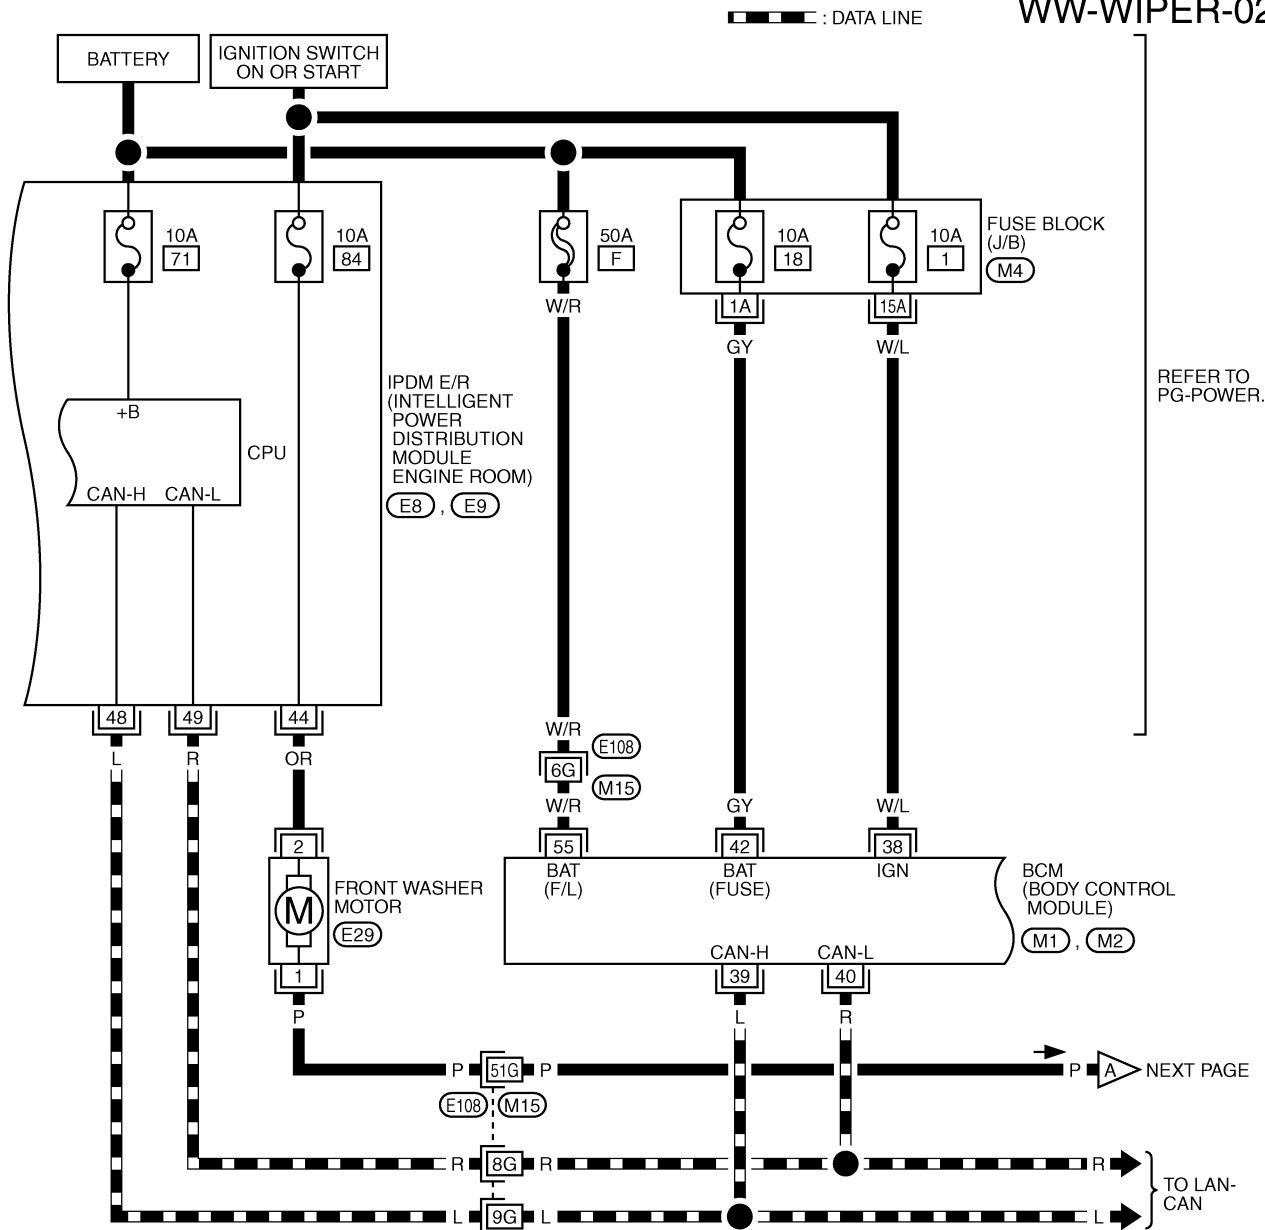 : DATA LINE
WW-WIPER-02
BATTERY
IGNITION SWITCH
ON OR START
10A
71
10A
84
50A
F
10A
18
10A
1
FUSE BLOCK
(J/B)
M4
W/R
1A
15A
GY
W/L
REFER TO
PG-POWER.
IPDM E/R
(INTELLIGENT
POWER
DISTRIBUTION
MODULE
ENGINE ROOM)
E8 , E9
+B
CPU
CAN-H
CAN-L
48
49
44
L
R
OR
W/R
E108
6G
M15
W/R
GY
W/L
2
55
42
38
BAT
(F/L)
BAT
(FUSE)
IGN
M
FRONT WASHER
MOTOR
E29
BCM
(BODY CONTROL
MODULE)
M1 , M2
CAN-H
CAN-L
1
39
40
P
L
R
P
51G
P
P
A
NEXT PAGE
E108
M15
R
8G
R
R
TO LAN-
CAN
L
9G
L
L